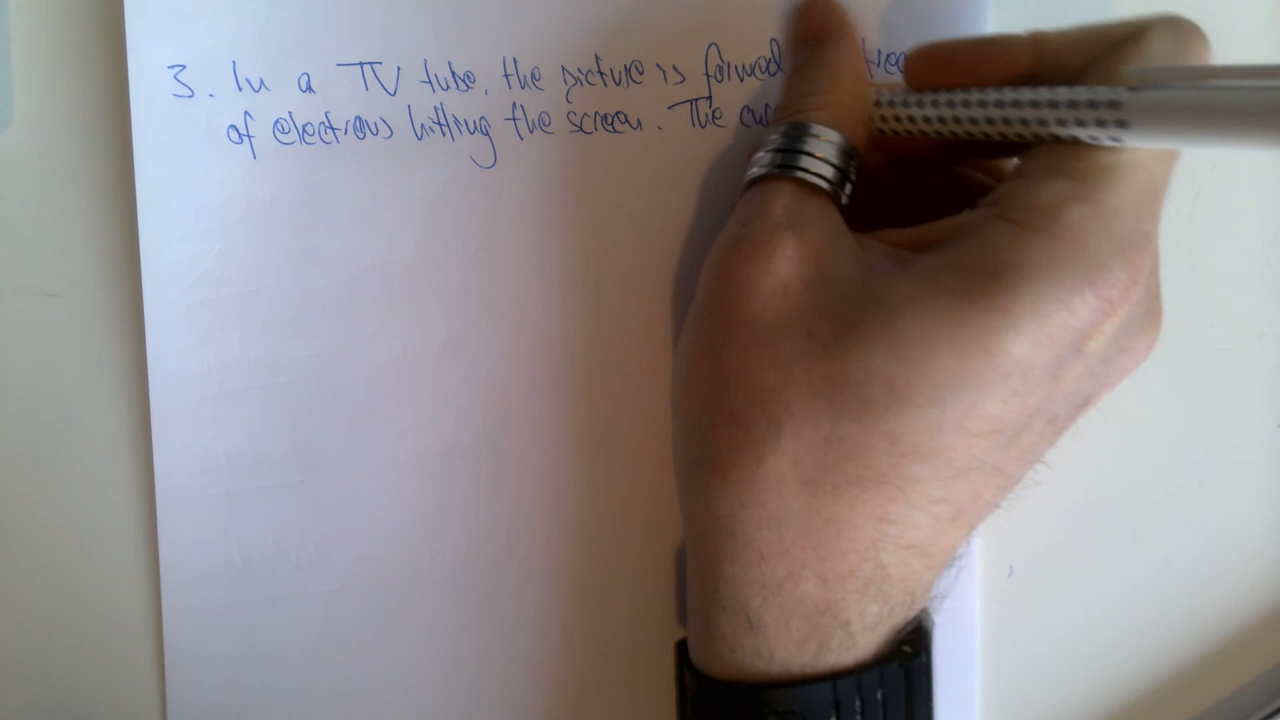 3. In a TV tube, the picture is formed
of electrons hitting the screen. The